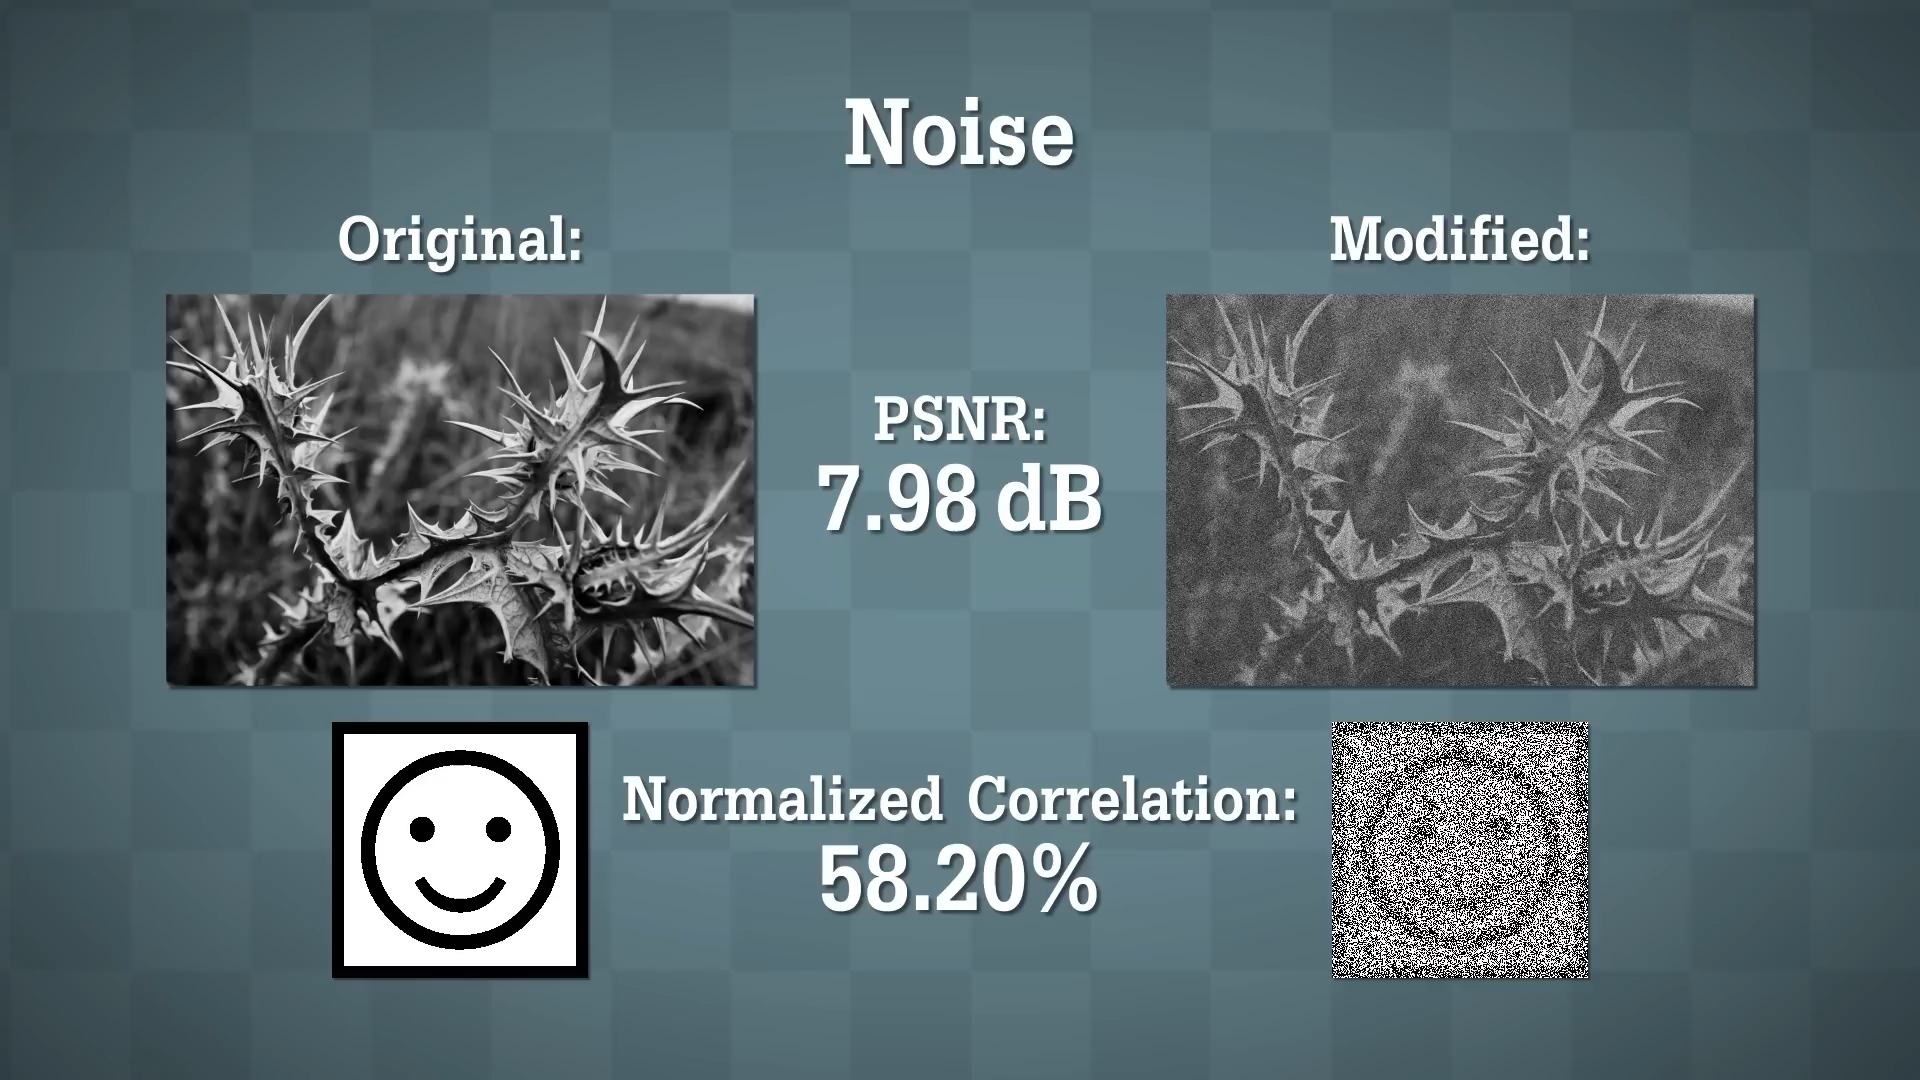 Noise
Original:
Modified:
PSNR:
7.98 dB
Normalized Correlation:
58.20%